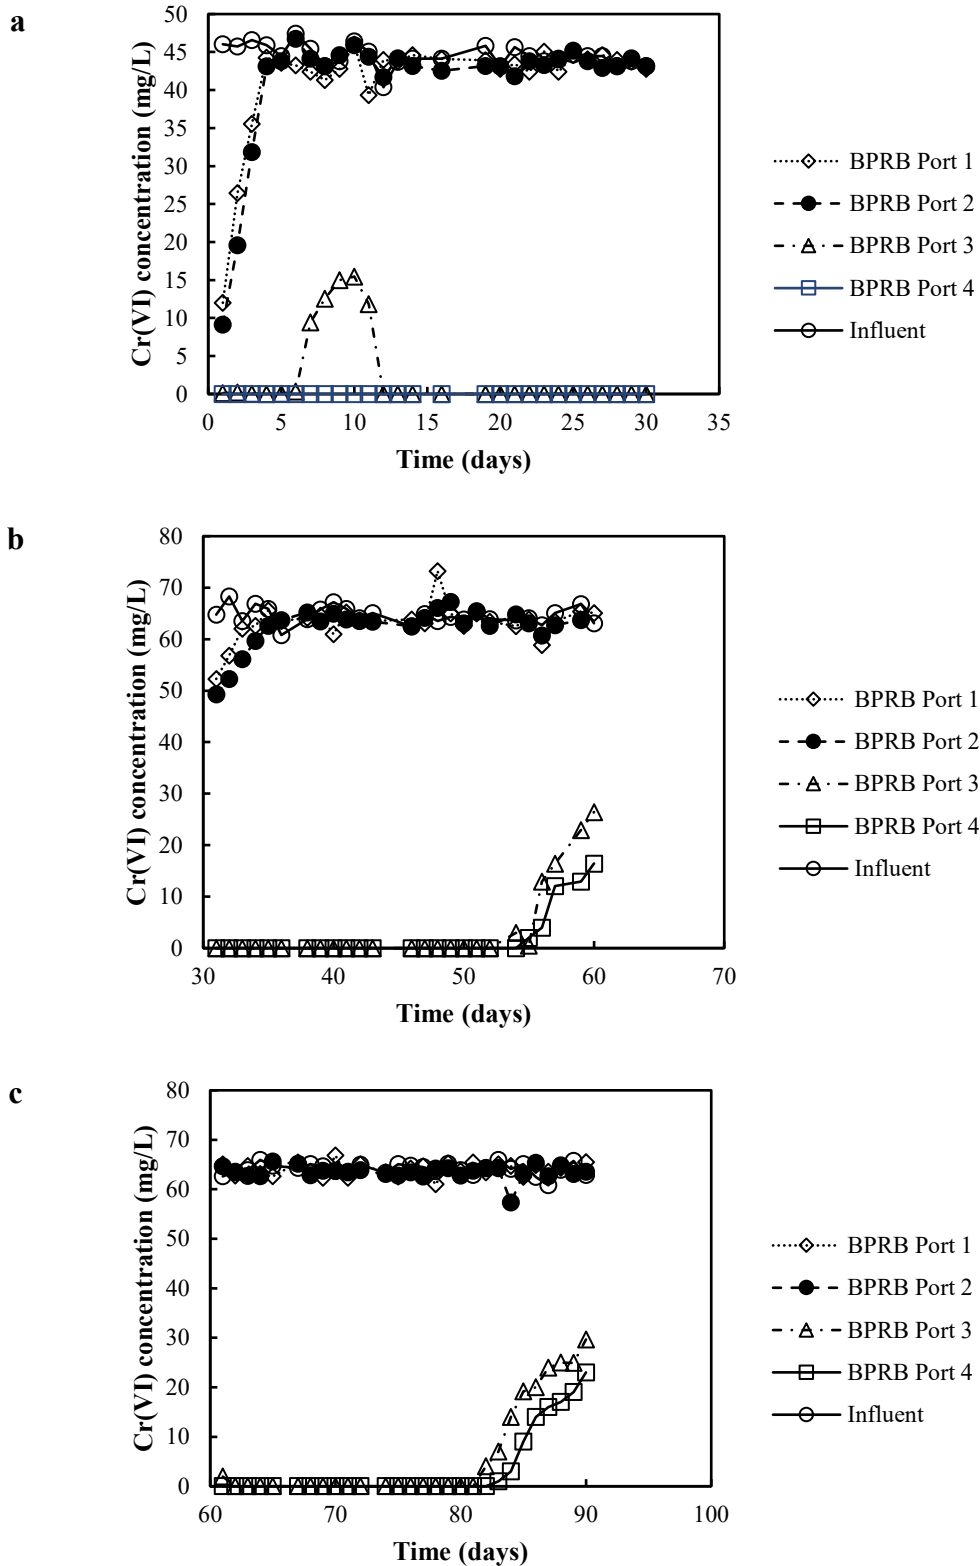 a
50
45
40
35
30
25
20
15
10
5
0
Cr(VI) concentration (mg/L)
0 5 10 15 20 25 30 35
Time (days)
BPRB Port 1
BPRB Port 2
BPRB Port 3
BPRB Port 4
Influent
b
80
70
60
50
40
30
20
10
0
Cr(VI) concentration (mg/L)
30 40 50 60 70
Time (days)
BPRB Port 1
BPRB Port 2
BPRB Port 3
BPRB Port 4
Influent
c
80
70
60
50
40
30
20
10
0
Cr(VI) concentration (mg/L)
60 70 80 90 100
Time (days)
BPRB Port 1
BPRB Port 2
BPRB Port 3
BPRB Port 4
Influent